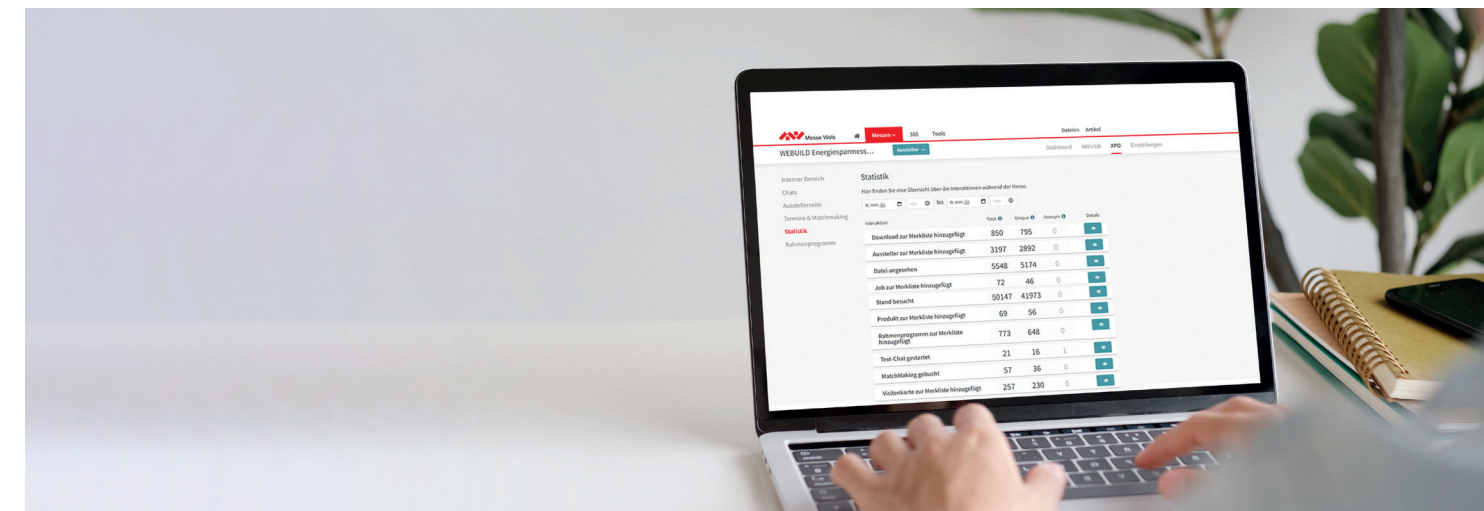 Messe Wels
Messen
365
Tools
Dateien
Artikel
WEBUILD Energiesparmess...
Aussteller
Dashboard
Aktivität
XPO
Einstellungen
Interner Bereich
Chats
Ausstellerseite
Termine & Matchmaking
Statistik
Rahmenprogramm
Statistik
Hier finden Sie eine Übersicht über die Interaktionen während der Messe.
bis
Interaktion Total Unique Anonym Details
Download zur Merkliste hinzugefügt 850 795 0
Aussteller zur Merkliste hinzugefügt 3197 2892 0
Datei angesehen 5548 5174 0
Job zur Merkliste hinzugefügt 72 46 0
Stand besucht 50147 41973 0
Produkt zur Merkliste hinzugefügt 69 56 0
Rahmenprogramm zur Merkliste
hinzugefügt 773 648 0
Text-Chat gestartet 21 16 1
MatchMaking gebucht 57 36 0
Visitenkarte zur Merkliste hinzugefügt 257 230 0